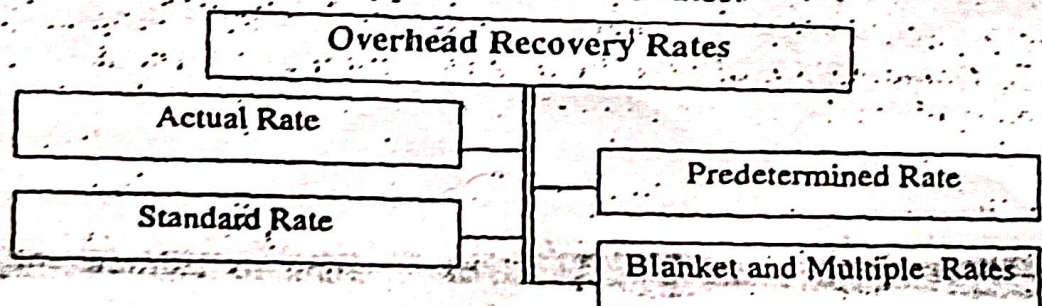 Overhead Recovery Rates
Actual Rate
Predetermined Rate
Standard Rate
Blanket and Multiple Rates